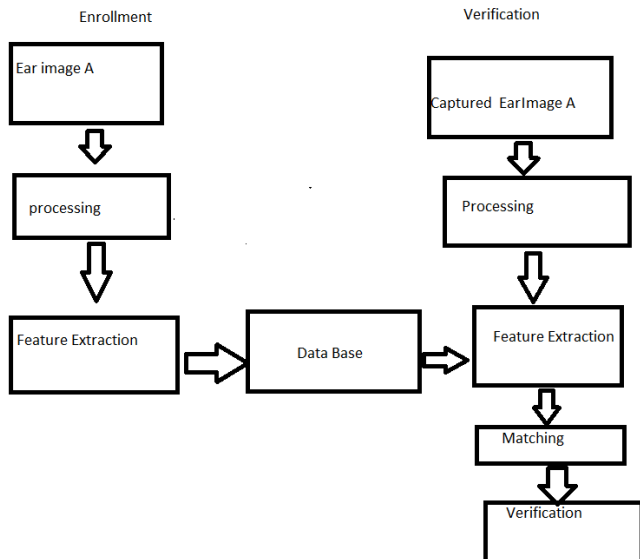 Enrollment
Verification
Ear image A
Captured  EarImage A
processing
Processing
Feature Extraction
Data Base
Feature Extraction
Matching
Verification